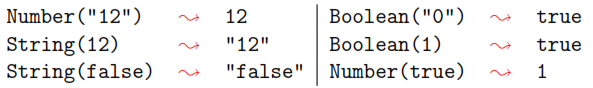 Number("12") ⤳ 12
String(12) ⤳ "12"
String(false) ⤳ "false"
Boolean("0") ⤳ true
Boolean(1) ⤳ true
Number(true) ⤳ 1